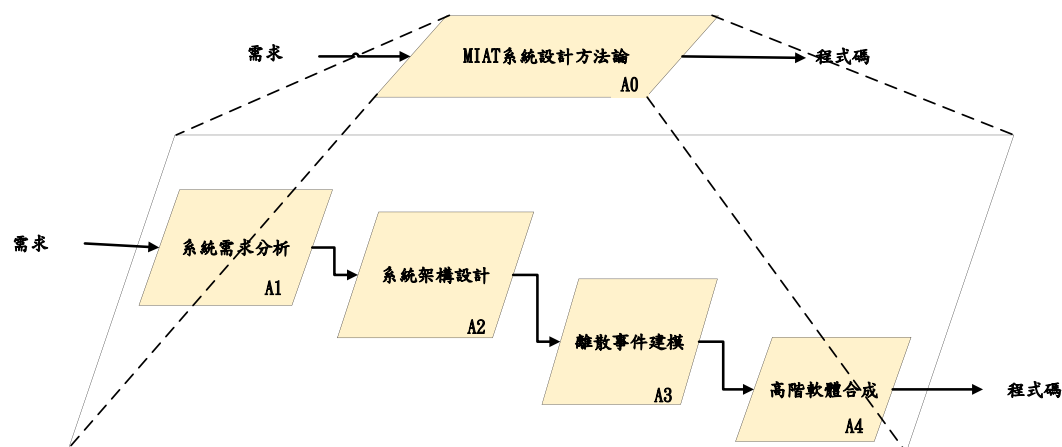 需求
MIAT系統設計方法論
A0
程式碼
需求
系統需求分析
A1
系統架構設計
A2
離散事件建模
A3
高階軟體合成
A4
程式碼